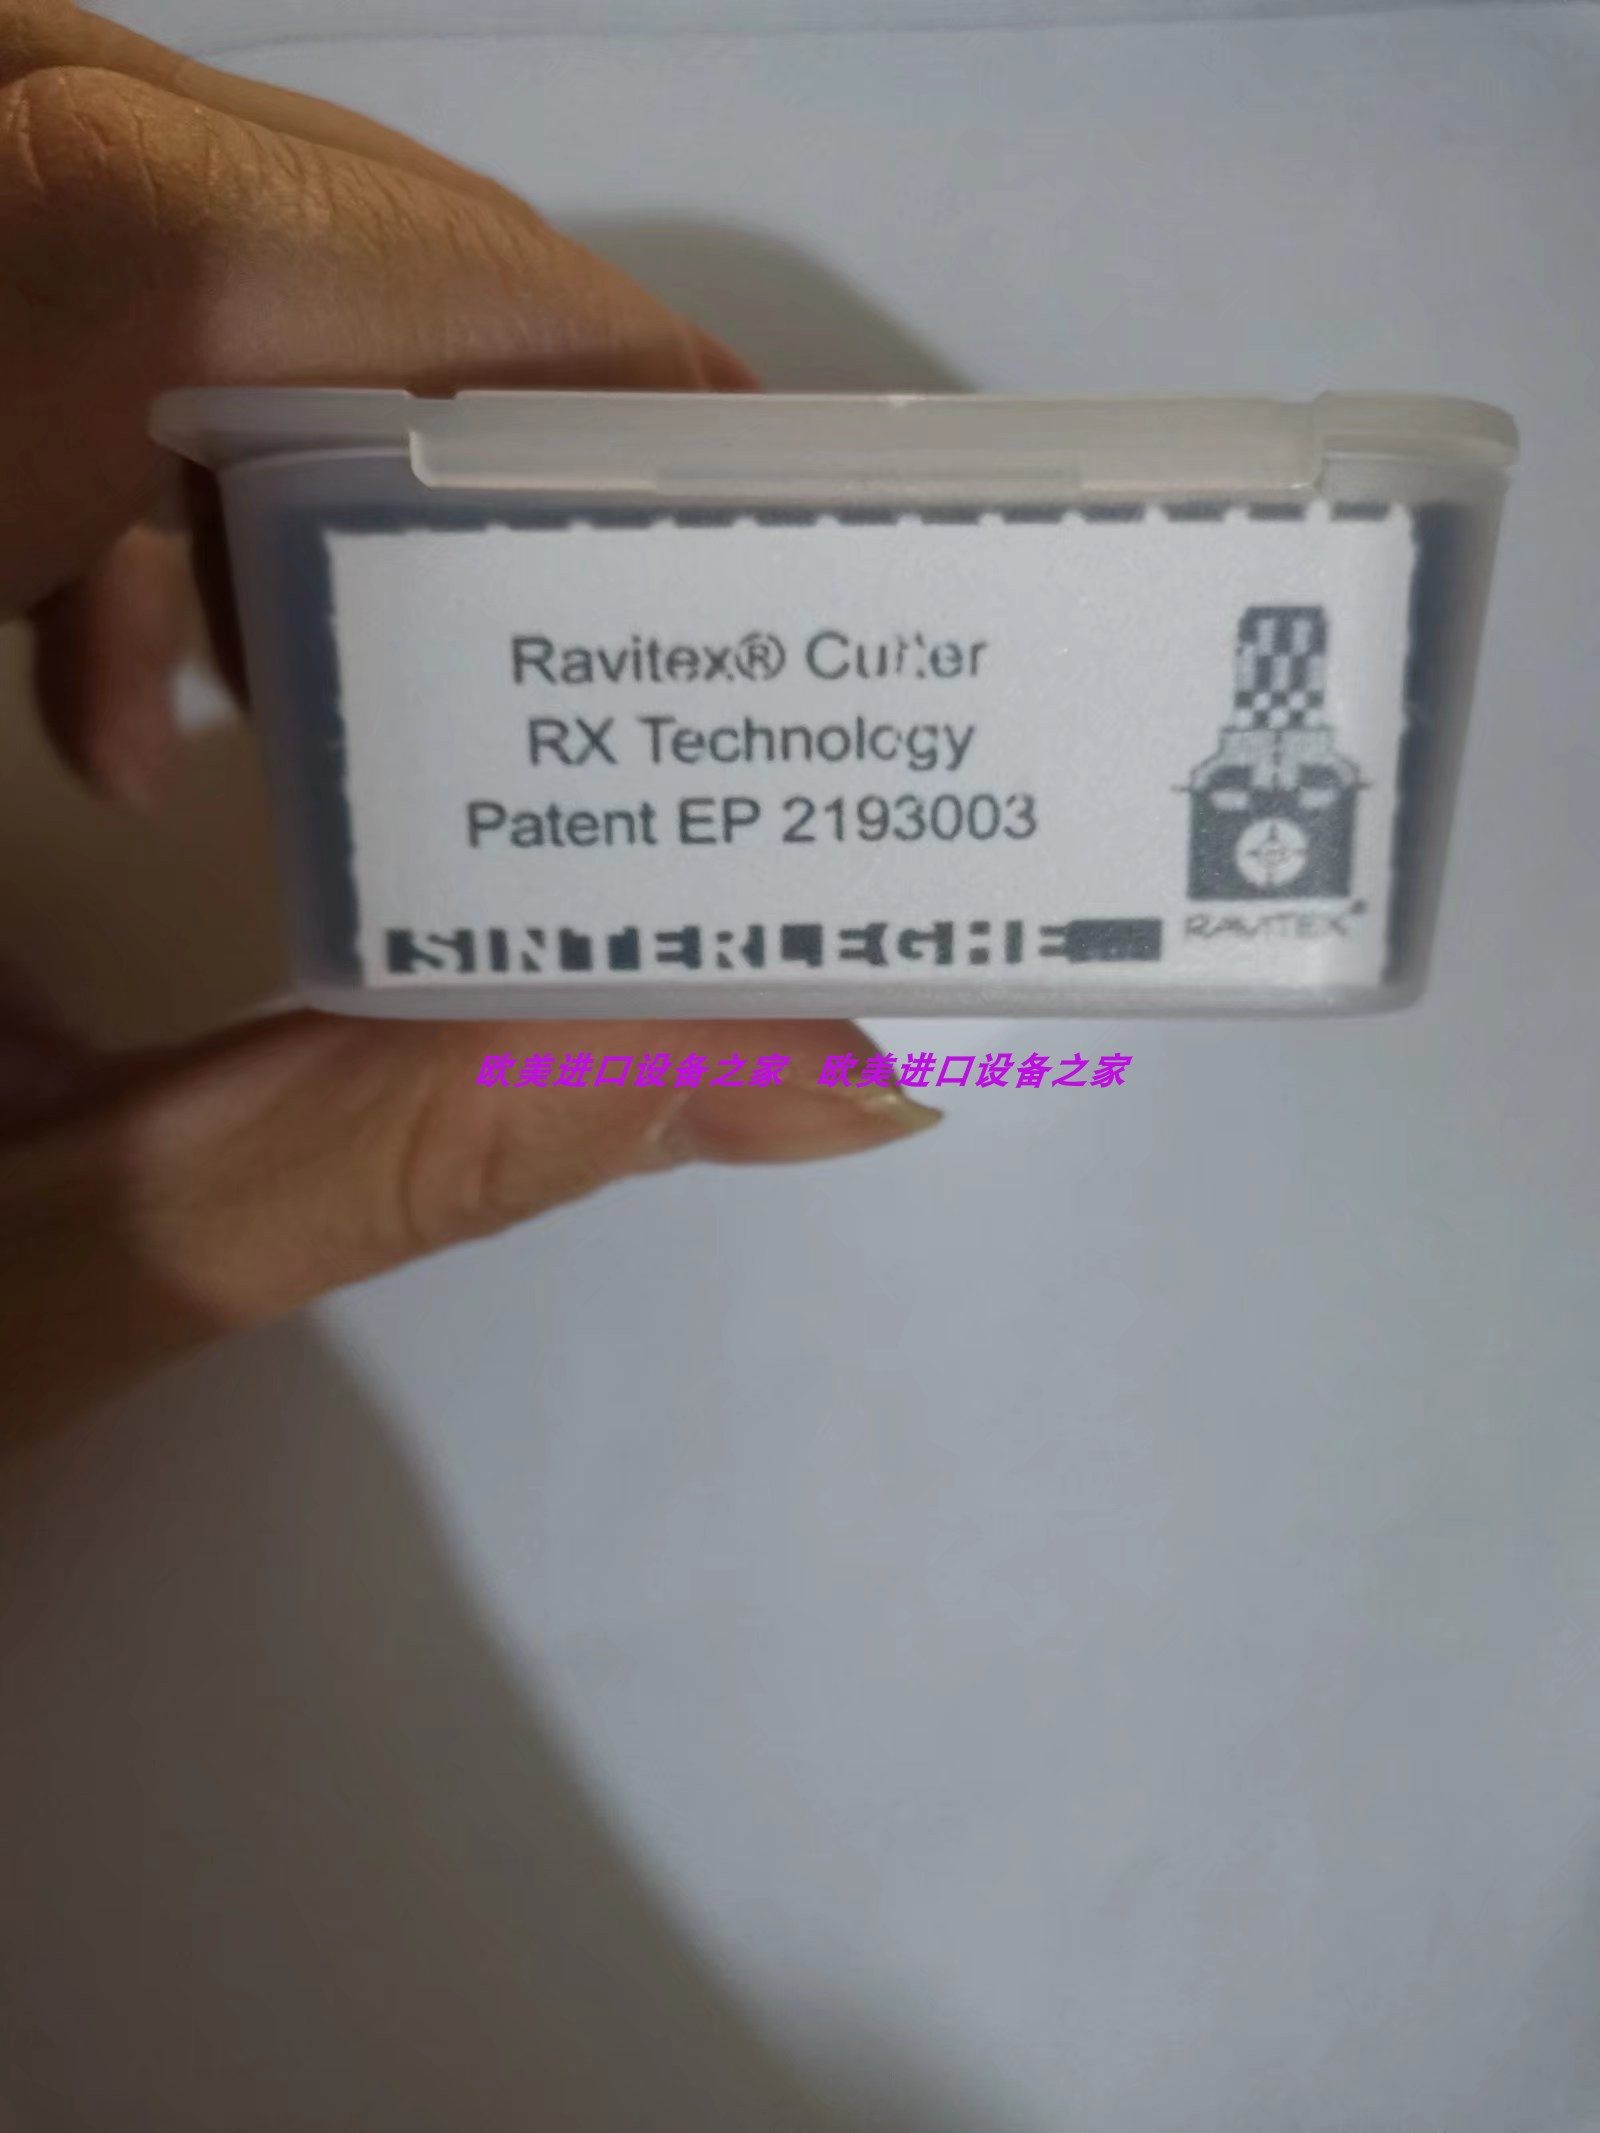 Ravitex® Cutter
RX Technology
Patent EP 2193003
SINTERLEGHE
RAVITEX®
欧美进口设备之家 欧美进口设备之家